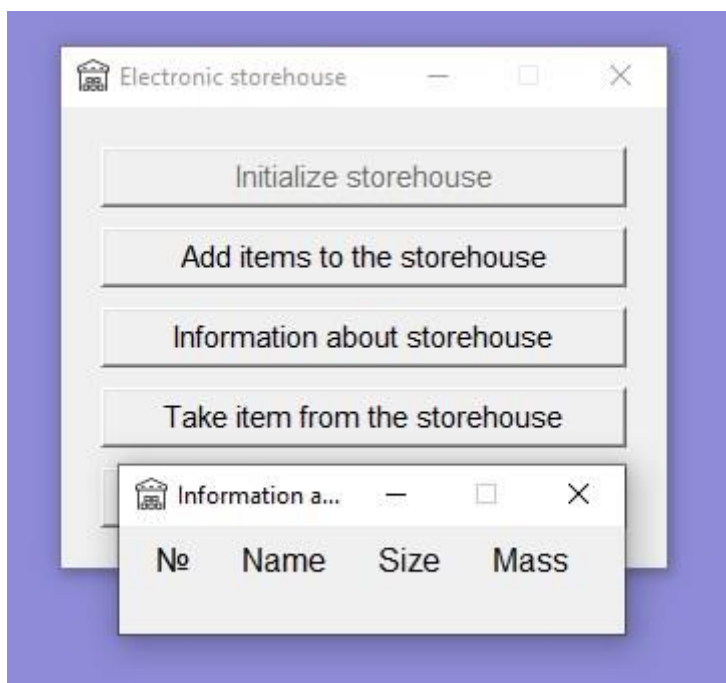 Electronic storehouse
Initialize storehouse
Add items to the storehouse
Information about storehouse
Take item from the storehouse
Information a...
№ Name Size Mass